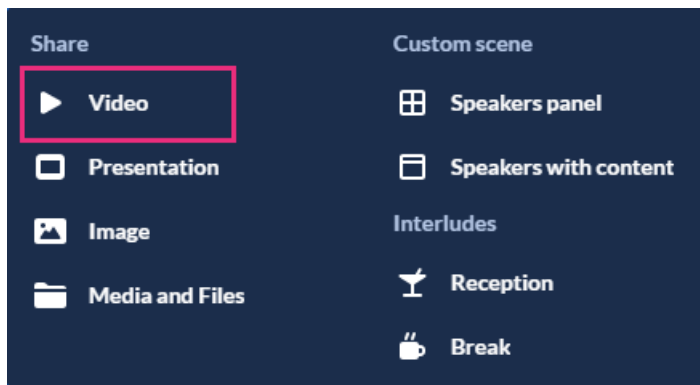 Share
Video
Presentation
Image
Media and Files
Custom scene
Speakers panel
Speakers with content
Interludes
Reception
Break